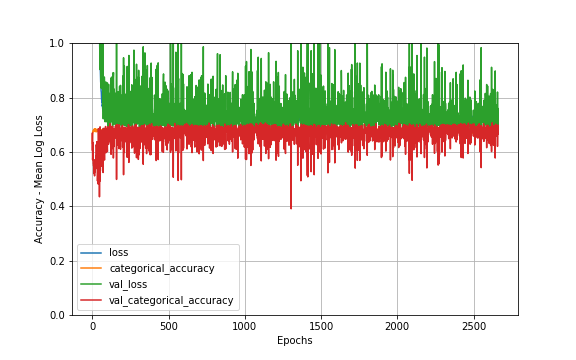 1.0
0.8
0.6
0.4
0.2
0.0
Accuracy - Mean Log Loss
loss
categorical_accuracy
val_loss
val_categorical_accuracy
0 500 1000 1500 2000 2500
Epochs